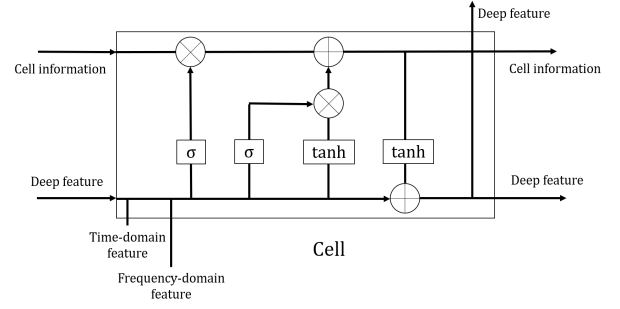 Deep feature
Cell information
Cell information
σ
σ
tanh
tanh
Deep feature
Deep feature
Time-domain
feature
Cell
Frequency-domain
feature